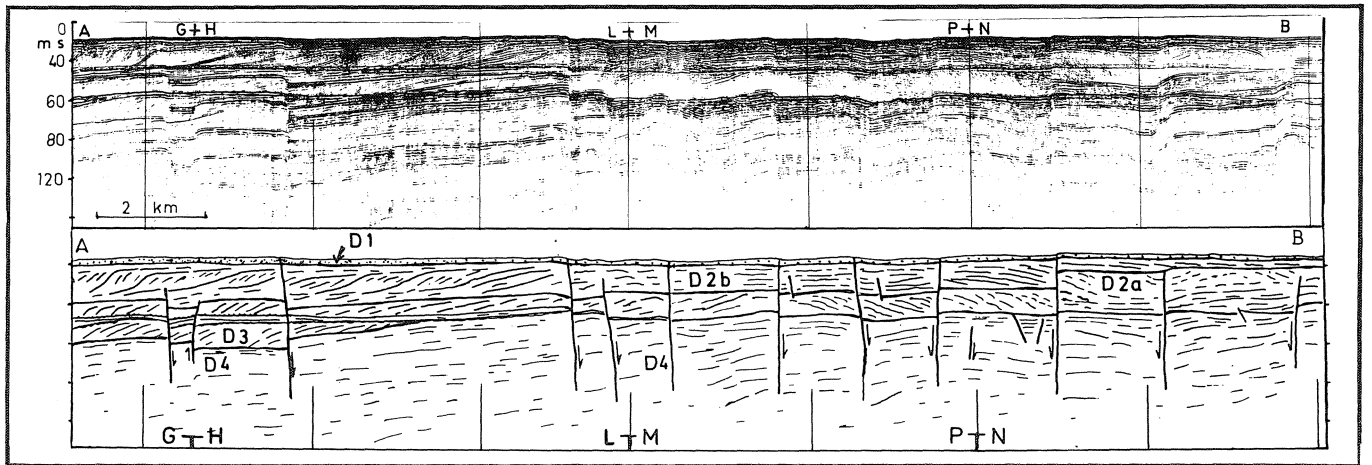 0 A G+H L+M P+N B
m s
40
60
80
120
2 km
A D1 B
D2b D2a
D3
D4 D4
G H L M P N